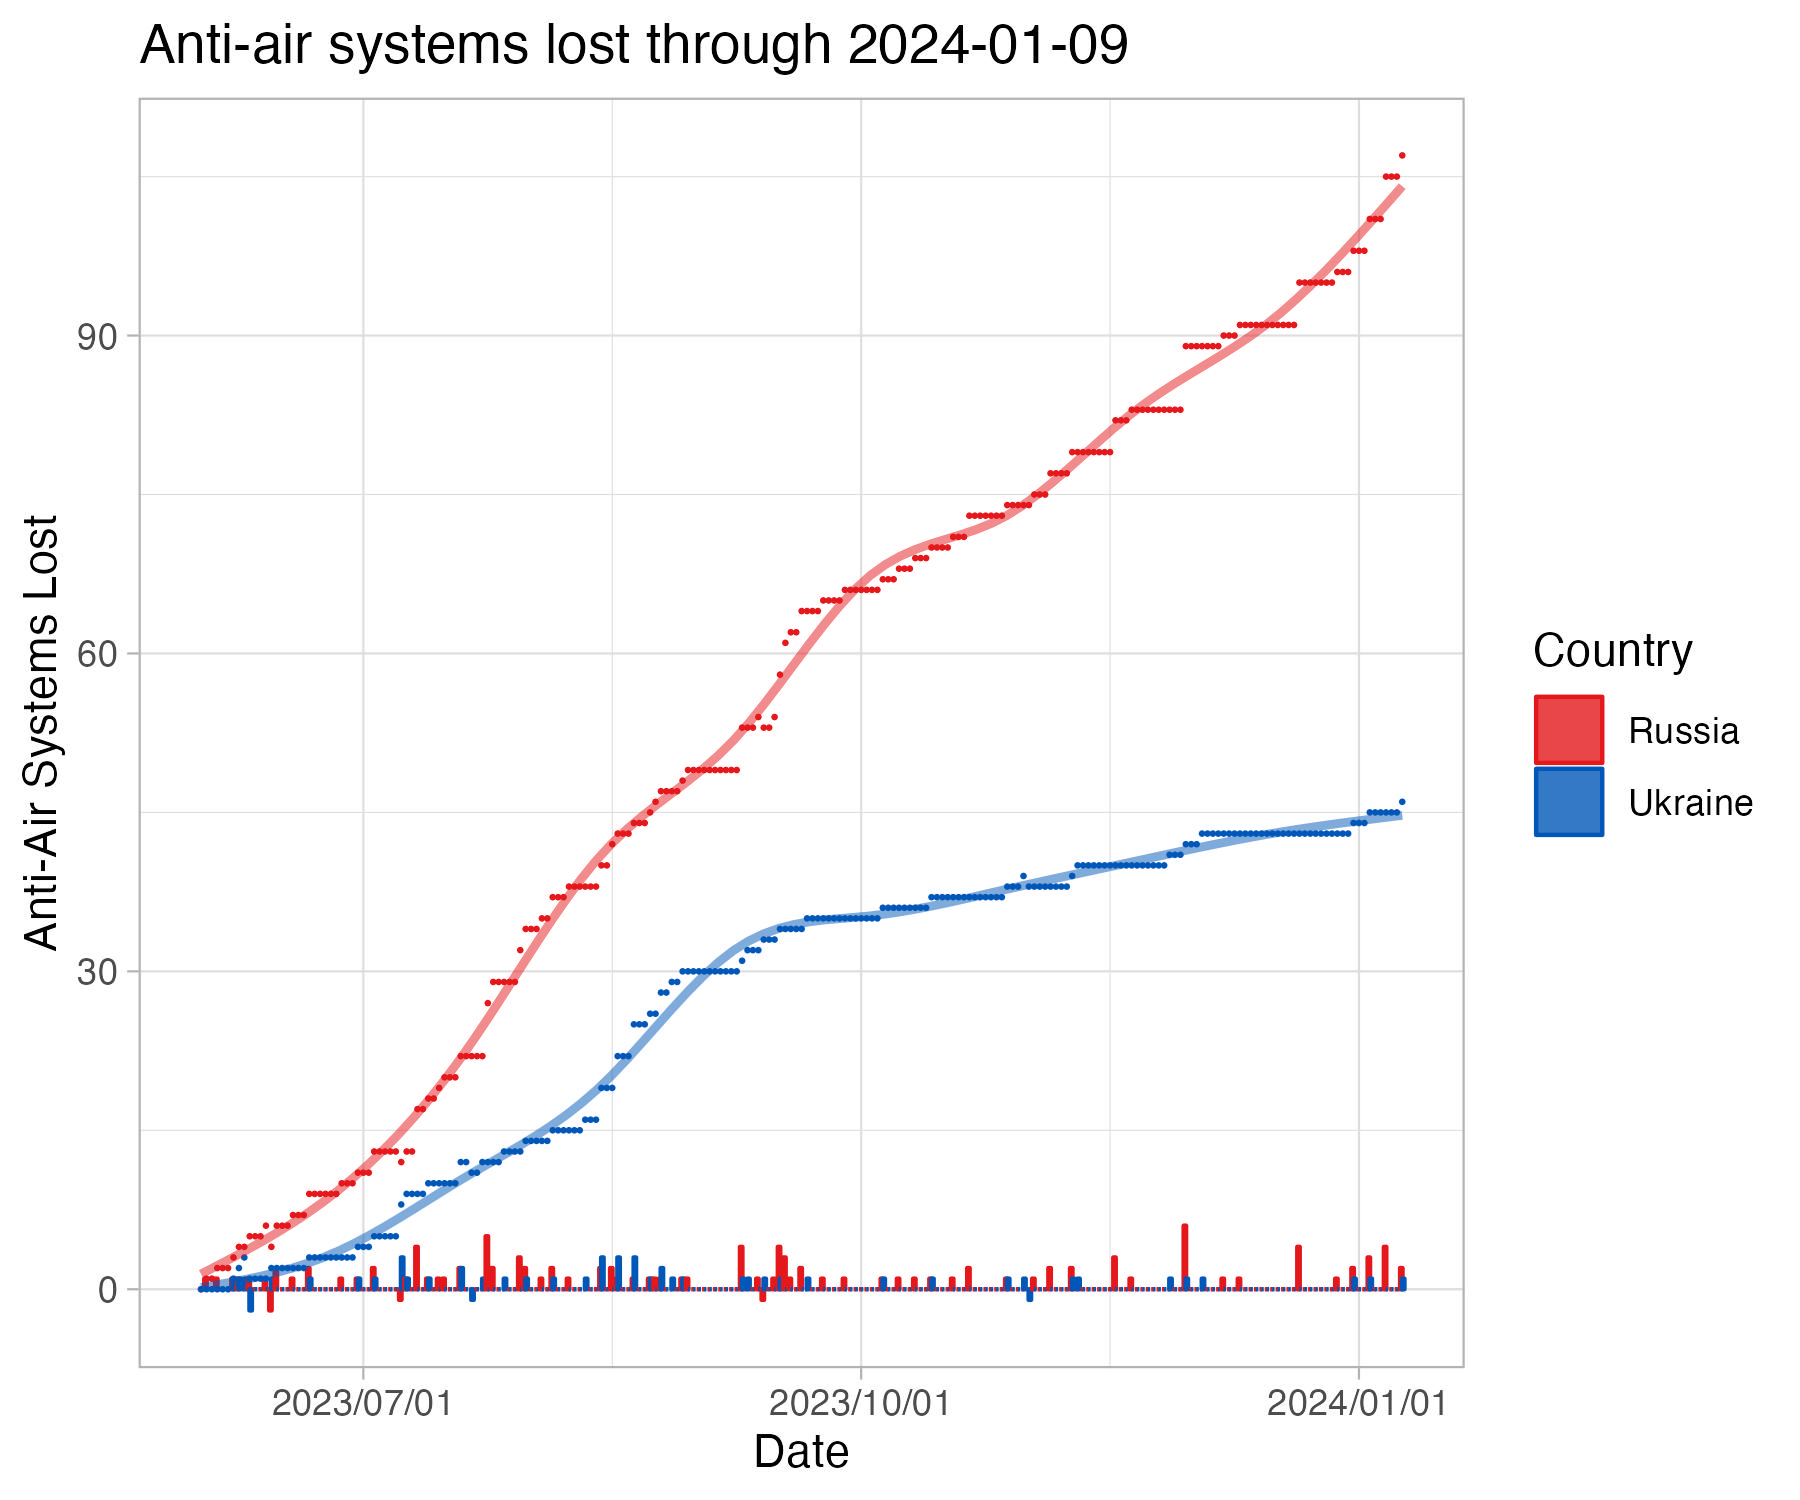 Anti-air systems lost through 2024-01-09
Anti-Air Systems Lost
90
60
30
0
2023/07/01
2023/10/01
2024/01/01
Date
Country
Russia
Ukraine